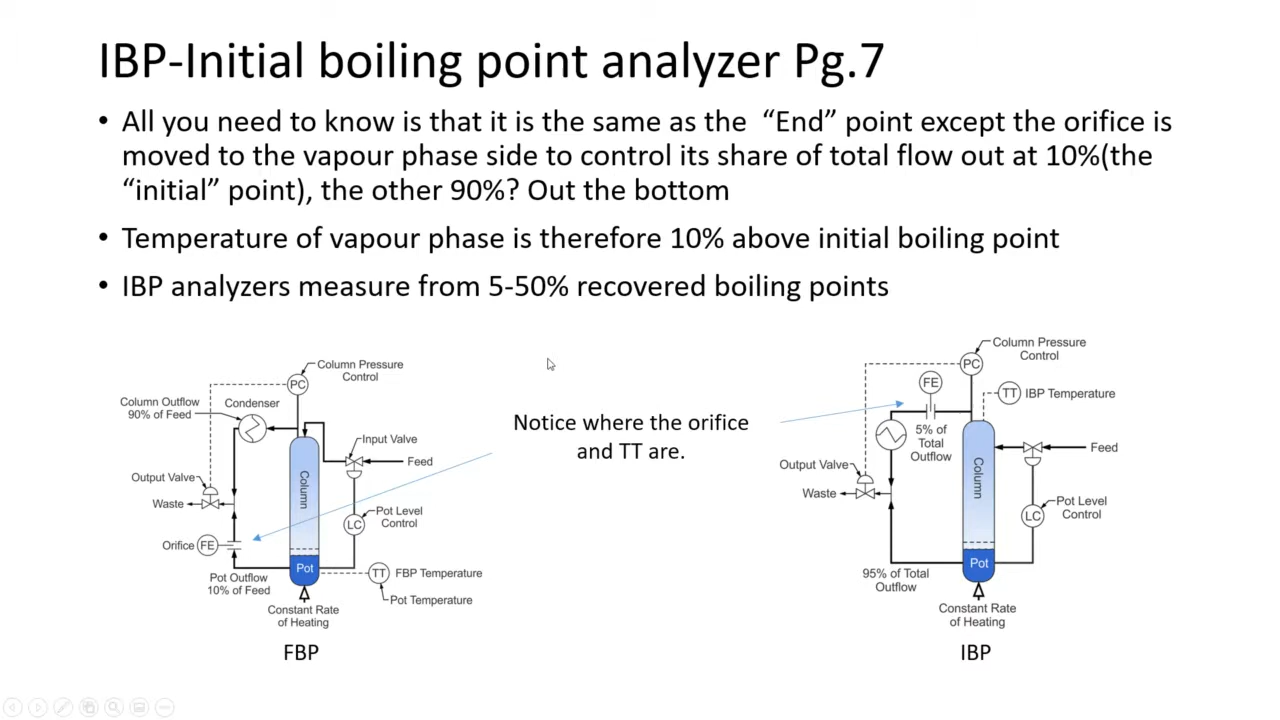 IBP-Initial boiling point analyzer Pg.7
• All you need to know is that it is the same as the “End” point except the orifice is
moved to the vapour phase side to control its share of total flow out at 10%(the
“initial” point), the other 90%? Out the bottom
• Temperature of vapour phase is therefore 10% above initial boiling point
• IBP analyzers measure from 5-50% recovered boiling points
Column Pressure
Control
PC
Column Outflow
90% of Feed
Condenser
Input Valve
Feed
Column
Output Valve
Waste
LC
Pot Level
Control
Orifice
FE
Pot
TT
FBP Temperature
Pot Outflow
10% of Feed
Pot Temperature
Constant Rate
of Heating
FBP
Notice where the orifice
and TT are.
Column Pressure
Control
PC
FE
TT
IBP Temperature
5% of
Total
Outflow
Feed
Column
Output Valve
Waste
LC
Pot Level
Control
Pot
95% of Total
Outflow
Constant Rate
of Heating
IBP